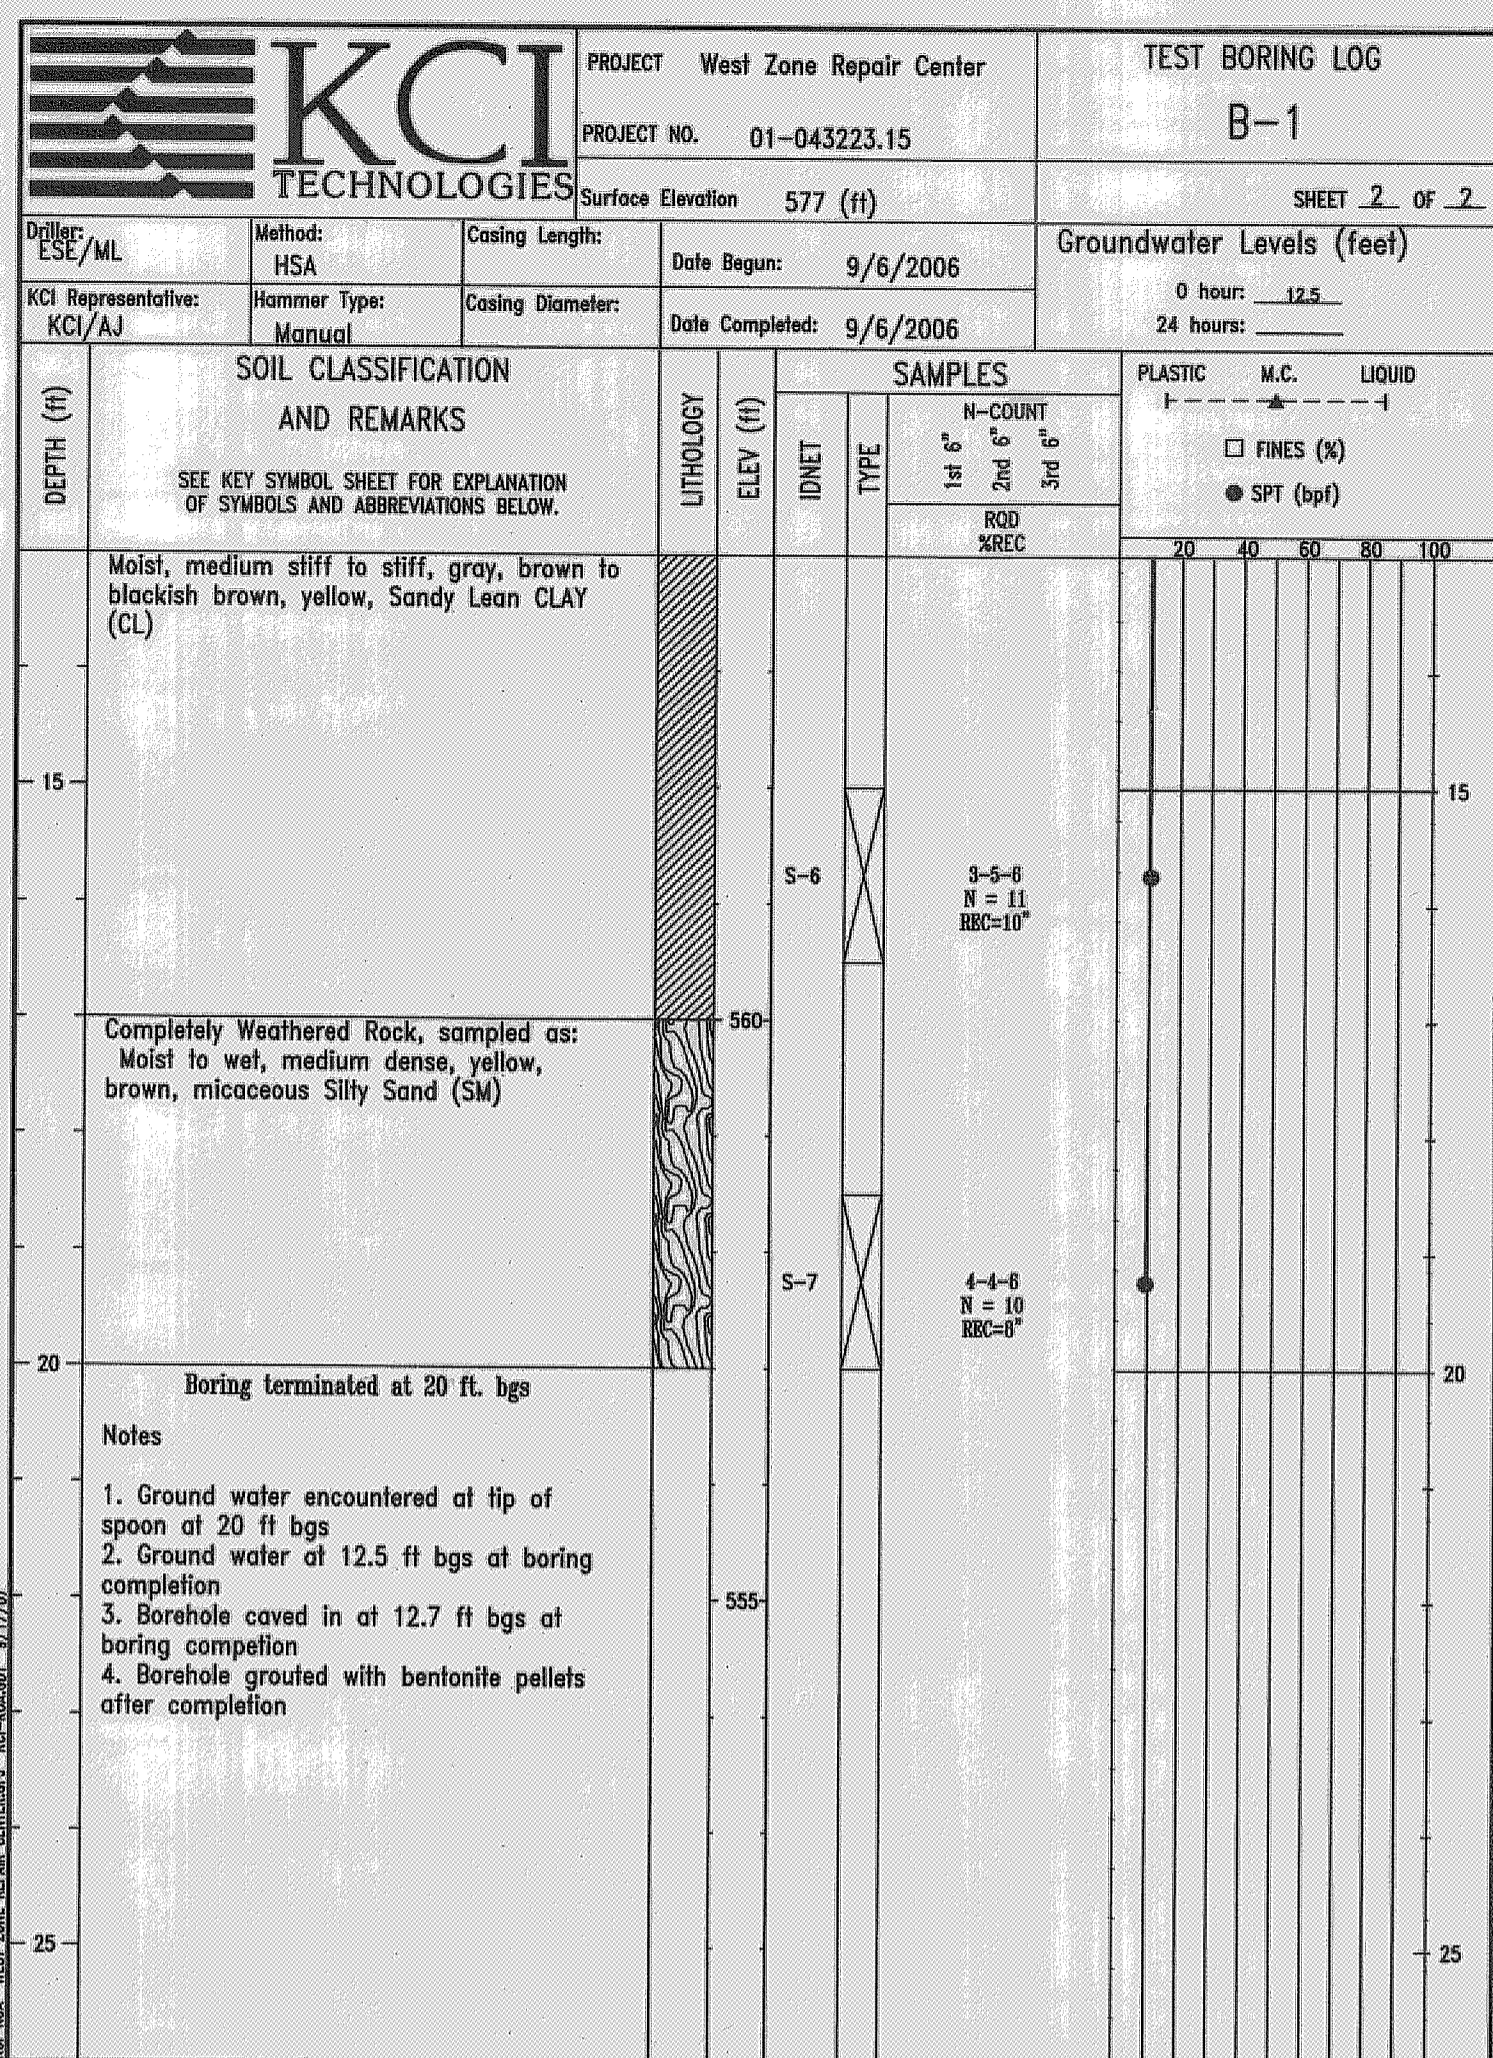 KCI
TECHNOLOGIES
PROJECT West Zone Repair Center
PROJECT NO. 01-043223.15
Surface Elevation 577 (ft)
TEST BORING LOG
B-1
SHEET 2 OF 2
Driller:
ESE/ML
Method:
HSA
Casing Length:
Date Begun: 9/6/2006
KCI Representative:
KCI/AJ
Hammer Type:
Manual
Casing Diameter:
Date Completed: 9/6/2006
Groundwater Levels (feet)
0 hour: 12.5
24 hours:
DEPTH (ft)
SOIL CLASSIFICATION
AND REMARKS
SEE KEY SYMBOL SHEET FOR EXPLANATION
OF SYMBOLS AND ABBREVIATIONS BELOW.
LITHOLOGY
ELEV (ft)
SAMPLES
IDNET
TYPE
N-COUNT
1st 6"
2nd 6"
3rd 6"
RQD
%REC
PLASTIC M.C. LIQUID
FINES (%)
SPT (bpf)
20 40 60 80 100
Moist, medium stiff to stiff, gray, brown to
blackish brown, yellow, Sandy Lean CLAY
(CL)
15
15
S-6
3-5-6
N = 11
REC=10"
560
Completely Weathered Rock, sampled as:
Moist to wet, medium dense, yellow,
brown, micaceous Silty Sand (SM)
S-7
4-4-6
N = 10
20
20
Boring terminated at 20 ft. bgs
Notes
1. Ground water encountered at tip of
spoon at 20 ft bgs
2. Ground water at 12.5 ft bgs at boring
completion
3. Borehole caved in at 12.7 ft bgs at
boring competion
4. Borehole grouted with bentonite pellets
after completion
555
25
25